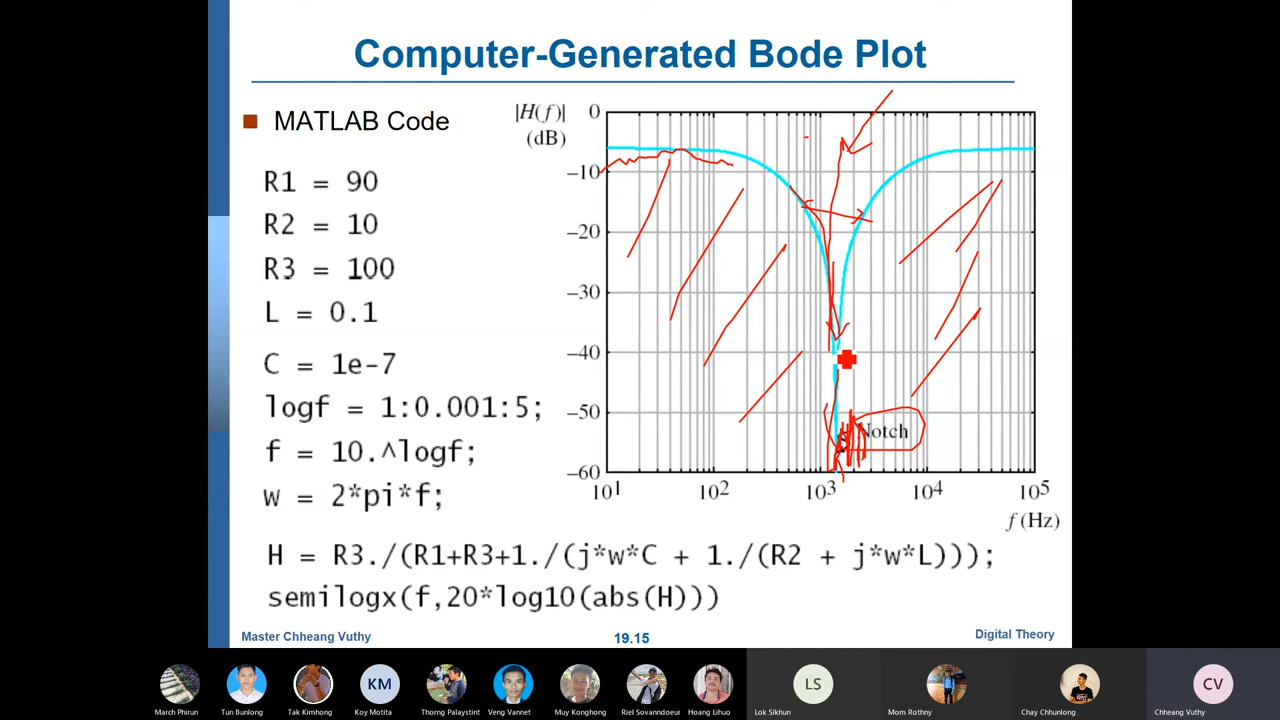 Computer-Generated Bode Plot
MATLAB Code
R1 = 90
R2 = 10
R3 = 100
L = 0.1
C = 1e-7
logf = 1:0.001:5;
f = 10.^logf;
w = 2*pi*f;
H = R3./(R1+R3+1./(j*w*C + 1./(R2 + j*w*L)));
semilogx(f,20*log10(abs(H)))
|H(f)|
(dB)
0
−10
−20
−30
−40
−50
−60
Notch
10¹ 10² 10³ 10⁴ 10⁵
f (Hz)
Master Chheang Vuthy 19.15 Digital Theory
KM LS CV
March Phirun Tun Bunlong Tak Kimhong Koy Motita Thorng Palaystint Veng Vannet Muy Konghong Riel Sovanndoeur Hoang Lihuo Lok Sikhun Mom Rothny Chay Chhunlong Chheang Vuthy